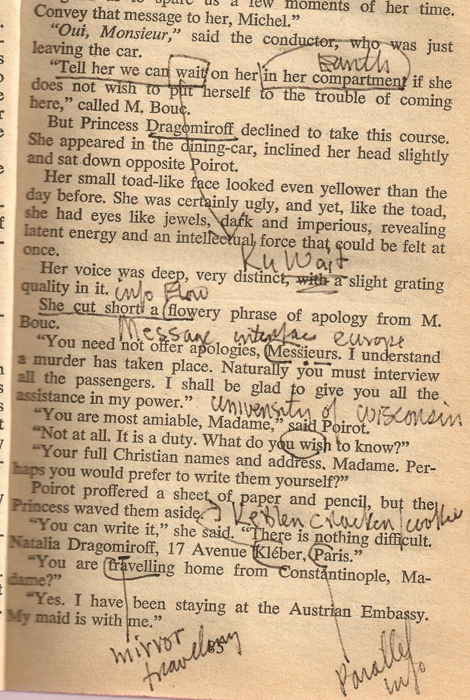 as to spare us a few moments of her time.
Convey that message to her, Michel."
"Oui, Monsieur," said the conductor, who was just
leaving the car.
Earth
"Tell her we can wait on her in her compartment if she
does not wish to put herself to the trouble of coming
here," called M, Bouc.
But Princess Dragomiroff declined to take this course.
She appeared in the dining-car, inclined her head slightly
and sat down opposite Poirot.
Her small toad-like face looked even yellower than the
day before. She was certainly ugly, and yet, like the toad,
she had eyes like jewels, dark and imperious, revealing
latent energy and an intellectual force that could be felt at
once.
Ku Wait
Her voice was deep, very distinct, with a slight grating
quality in it.
info Flow
She cut short a flowery phrase of apology from M.
Bouc.
Message interface europe
"You need not offer apologies, Messieurs. I understand
a murder has taken place. Naturally you must interview
all the passengers. I shall be glad to give you all the
assistance in my power."
University of wisconsin
"You are most amiable, Madame," said Poirot.
"Not at all. It is a duty. What do you wish to know?"
"Your full Christian names and address, Madame. Per-
haps you would prefer to write them yourself?"
Poirot proffered a sheet of paper and pencil, but the
Princess waved them aside.
cracker/cookie
"You can write it," she said. "There is nothing difficult.
Natalia Dragomiroff, 17 Avenue Kléber, Paris."
"You are travelling home from Constantinople, Ma-
dame?"
"Yes. I have been staying at the Austrian Embassy.
My maid is with me."
mirror
85
Parallel
info